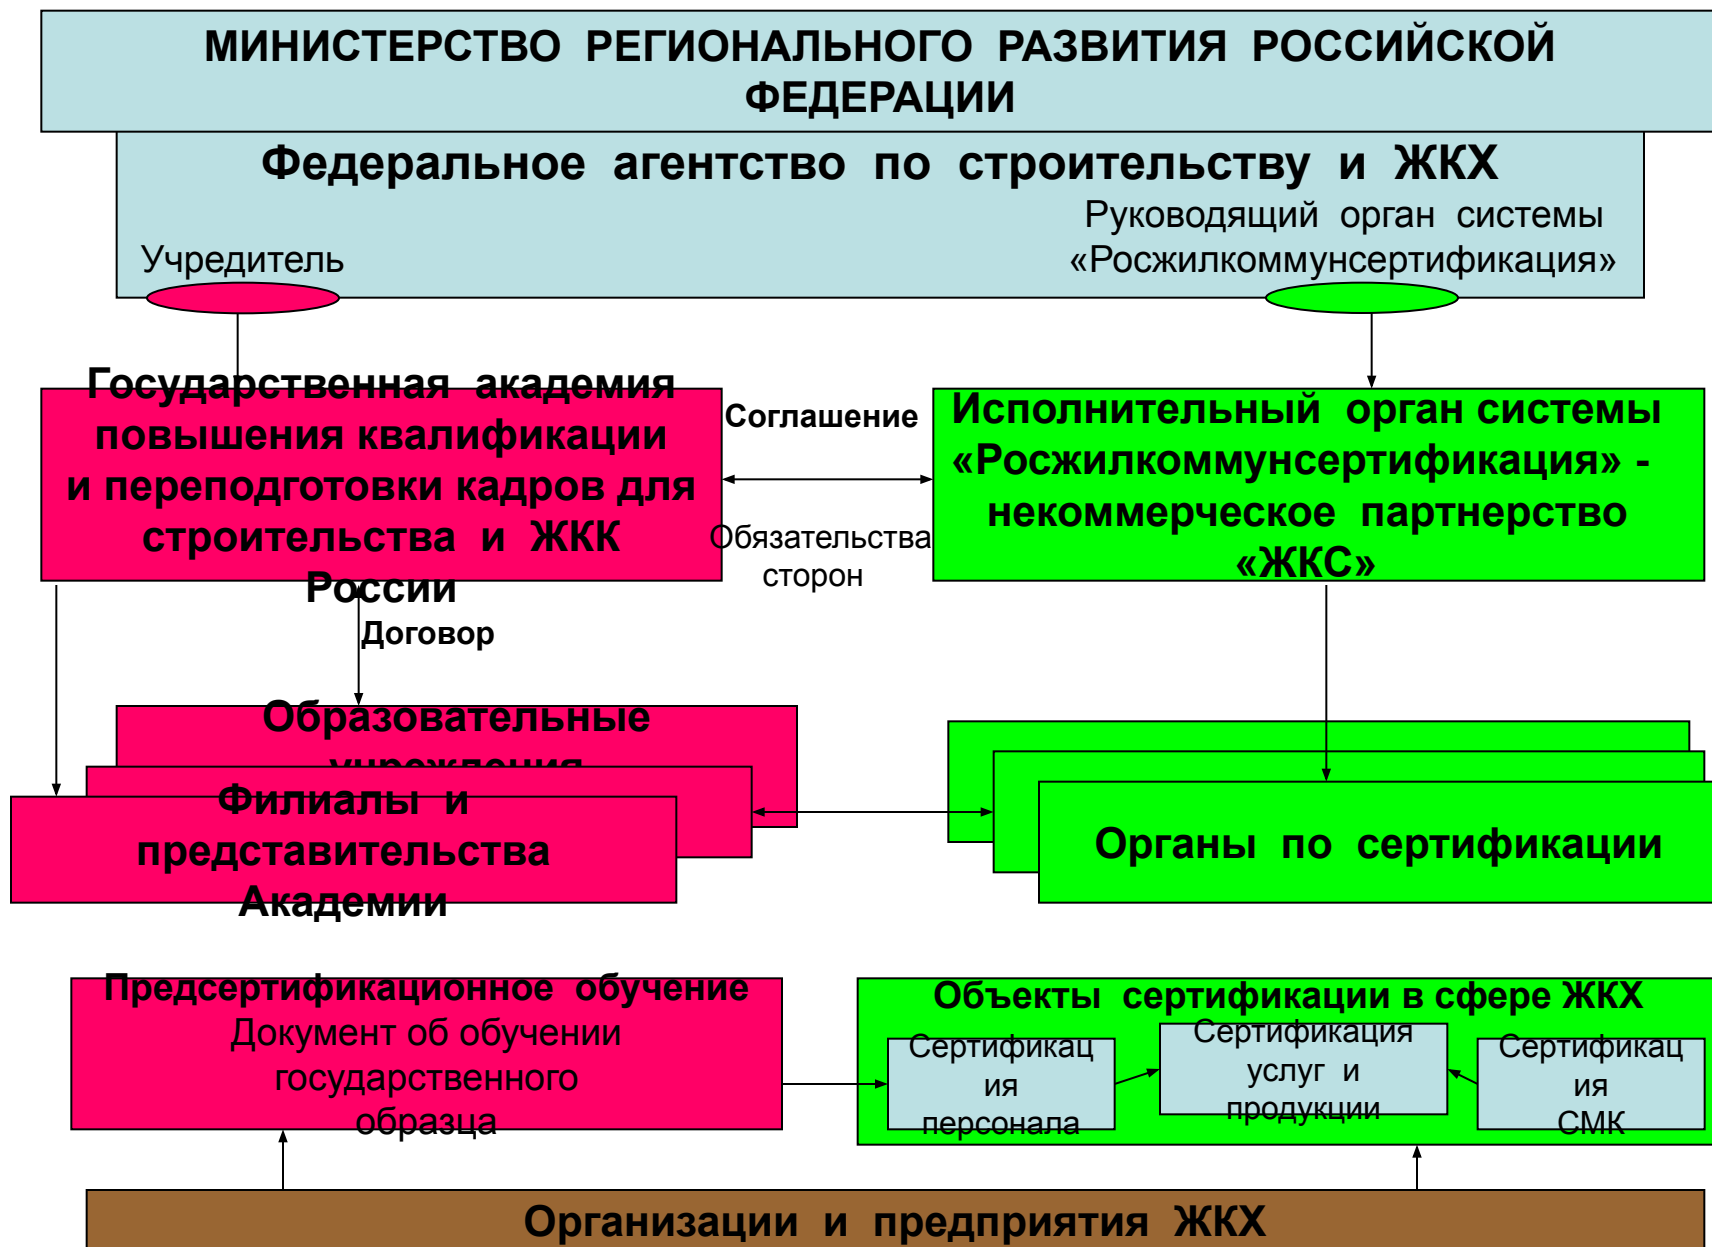 МИНИСТЕРСТВО РЕГИОНАЛЬНОГО РАЗВИТИЯ РОССИЙСКОЙ
ФЕДЕРАЦИИ
Федеральное агентство по строительству и ЖКХ
Руководящий орган системы
«Росжилкоммунсертификация»
Учредитель
Государственная академия
повышения квалификации
и переподготовки кадров для
строительства и ЖКК
России
Соглашение
Обязательства
сторон
Исполнительный орган системы
«Росжилкоммунсертификация» -
некоммерческое партнерство
«ЖКС»
Договор
Образовательные
учреждения
Филиалы и
представительства
Академии
Органы по сертификации
Предсертификационное обучение
Документ об обучении
государственного
образца
Объекты сертификации в сфере ЖКХ
Сертификац
ия
персонала
Сертификация
услуг и
продукции
Сертификац
ия
СМК
Организации и предприятия ЖКХ